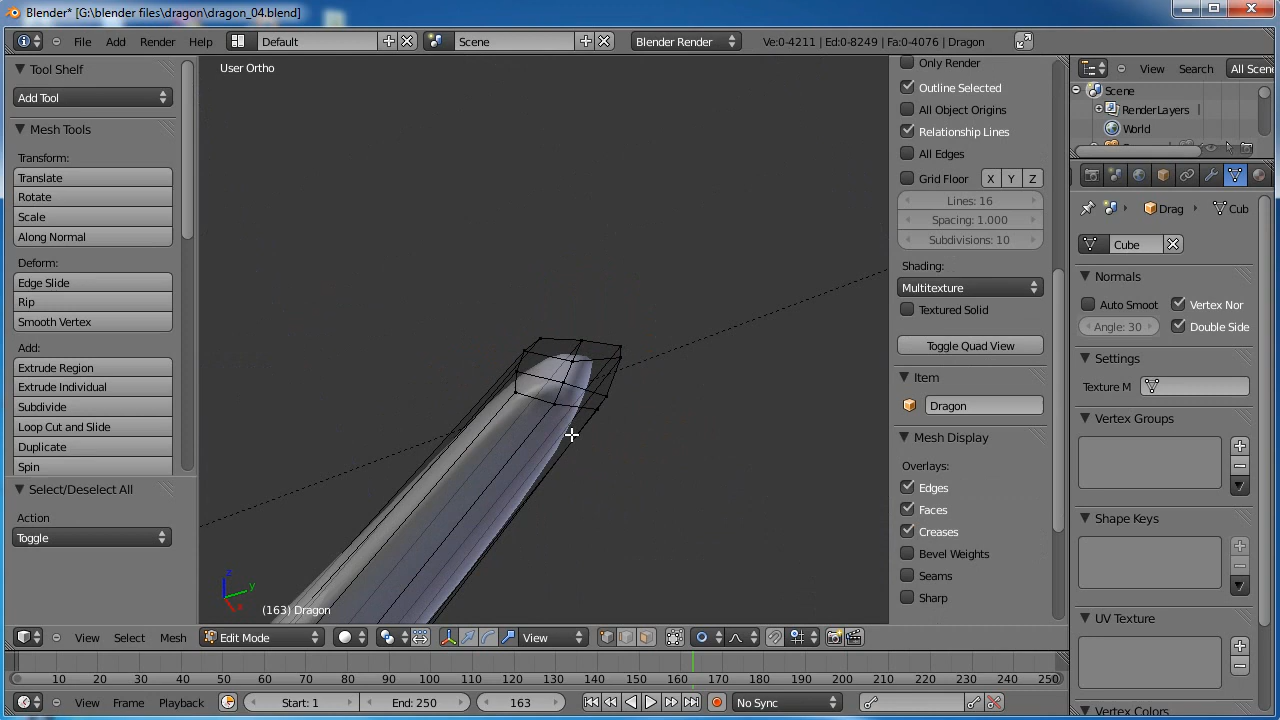 Blender* [G:\blender files\dragon\dragon_04.blend]
File Add Render Help Default Scene Blender Render Ve:0-4211 | Ed:0-8249 | Fa:0-4076 | Dragon
Tool Shelf
Add Tool
Mesh Tools
Transform:
Translate
Rotate
Scale
Along Normal
Deform:
Edge Slide
Rip
Smooth Vertex
Add:
Extrude Region
Extrude Individual
Subdivide
Loop Cut and Slide
Duplicate
Spin
Select/Deselect All
Action
Toggle
User Ortho
z
y
x
(163) Dragon
Only Render
Outline Selected
All Object Origins
Relationship Lines
All Edges
Grid Floor X Y Z
Lines: 16
Spacing: 1.000
Subdivisions: 10
Shading:
Multitexture
Textured Solid
Toggle Quad View
Item
Dragon
Mesh Display
Overlays:
Edges
Faces
Creases
Bevel Weights
Seams
Sharp
View Search All Scene
Scene
RenderLayers
World
Drag Cub
Cube
Normals
Auto Smoot Vertex Nor
Angle: 30 Double Side
Settings
Texture M
Vertex Groups
Shape Keys
UV Texture
Vertex Colors
View Select Mesh Edit Mode View
10 20 30 40 50 60 70 80 90 100 110 120 130 140 150 160 170 180 190 200 210 220 230 240 250
View Marker Frame Playback Start: 1 End: 250 163 No Sync